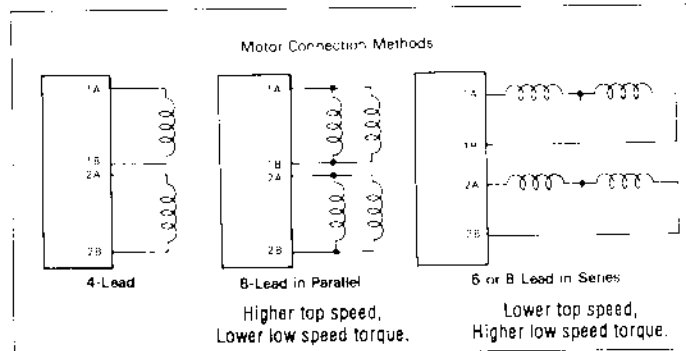 Motor Connection Methods
1A
1B
2A
2B
4-Lead
1A
1B
2A
2B
8-Lead in Parallel
Higher top speed,
Lower low speed torque.
1A
1B
2A
2B
6 or 8 Lead in Series
Lower top speed,
Higher low speed torque.